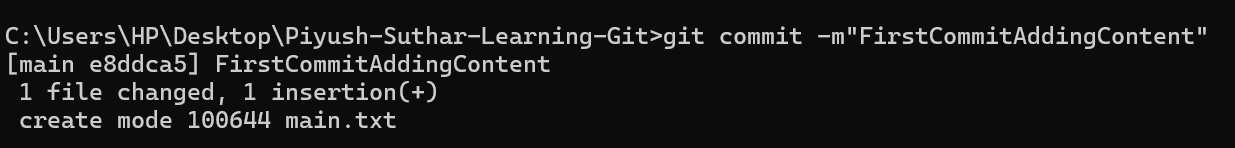 C:\Users\HP\Desktop\Piyush-Suthar-Learning-Git>git commit -m"FirstCommitAddingContent"
[main e8ddca5] FirstCommitAddingContent
 1 file changed, 1 insertion(+)
 create mode 100644 main.txt